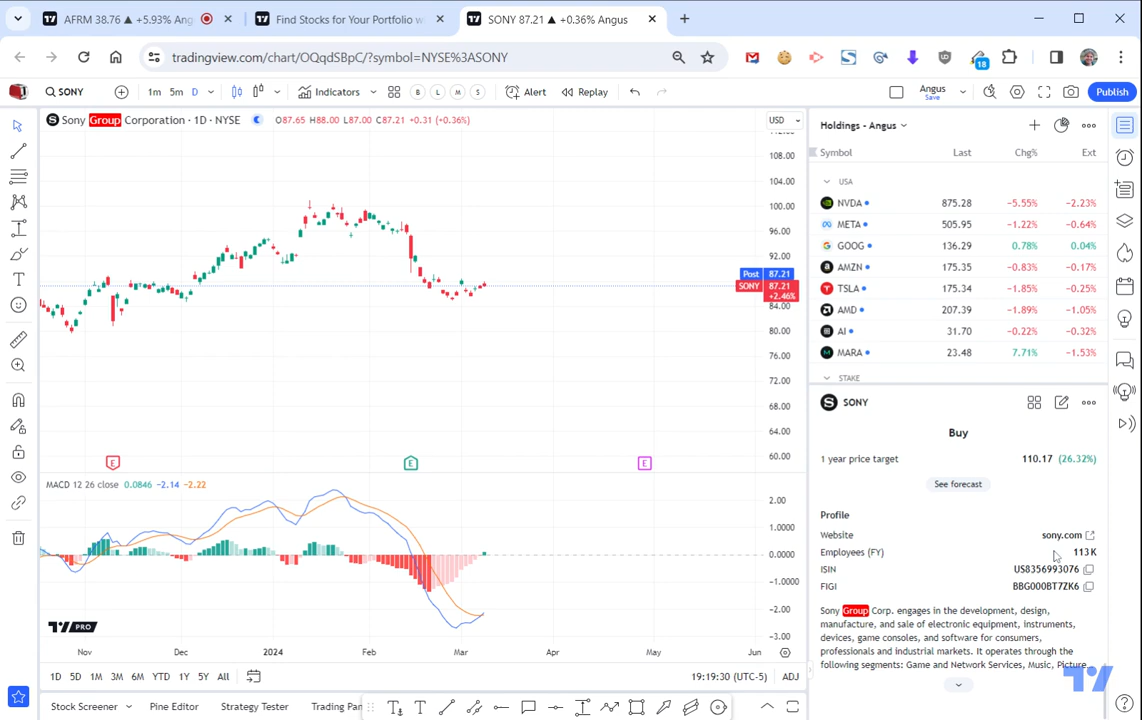 AFRM 38.76 ▲ +5.93% Ang
Find Stocks for Your Portfolio w
SONY 87.21 ▲ +0.36% Angus
tradingview.com/chart/OQqdSBpC/?symbol=NYSE%3ASONY
18
SONY
1m 5m D
Indicators
B L M S
Alert
Replay
Angus
Save
Publish
Sony Group Corporation · 1D · NYSE
O87.65 H88.00 L87.00 C87.21 +0.31 (+0.36%)
USD
112.00
108.00
104.00
100.00
96.00
92.00
Post 87.21
SONY 87.21
+2.46%
84.00
80.00
76.00
72.00
68.00
64.00
60.00
E E E
MACD 12 26 close 0.0846 −2.14 −2.22
2.00
1.0000
0.0000
−1.0000
−2.00
−3.00
PRO
Nov Dec 2024 Feb Mar Apr May Jun
1D 5D 1M 3M 6M YTD 1Y 5Y All
19:19:30 (UTC-5) ADJ
Stock Screener Pine Editor Strategy Tester Trading Pan
Holdings - Angus
Symbol Last Chg% Ext
USA
NVDA 875.28 −5.55% −2.23%
META 505.95 −1.22% −0.64%
GOOG 136.29 0.78% 0.04%
AMZN 175.35 −0.83% −0.17%
TSLA 175.34 −1.85% −0.25%
AMD 207.39 −1.89% −1.05%
AI 31.70 −0.22% −0.32%
MARA 23.48 7.71% −1.53%
STAKE
SONY
Buy
1 year price target 110.17 (26.32%)
See forecast
Profile
Website sony.com
Employees (FY) 113K
ISIN US8356993076
FIGI BBG000BT7ZK6
Sony Group Corp. engages in the development, design,
manufacture, and sale of electronic equipment, instruments,
devices, game consoles, and software for consumers,
professionals and industrial markets. It operates through the
following segments: Game and Network Services, Music, Picture